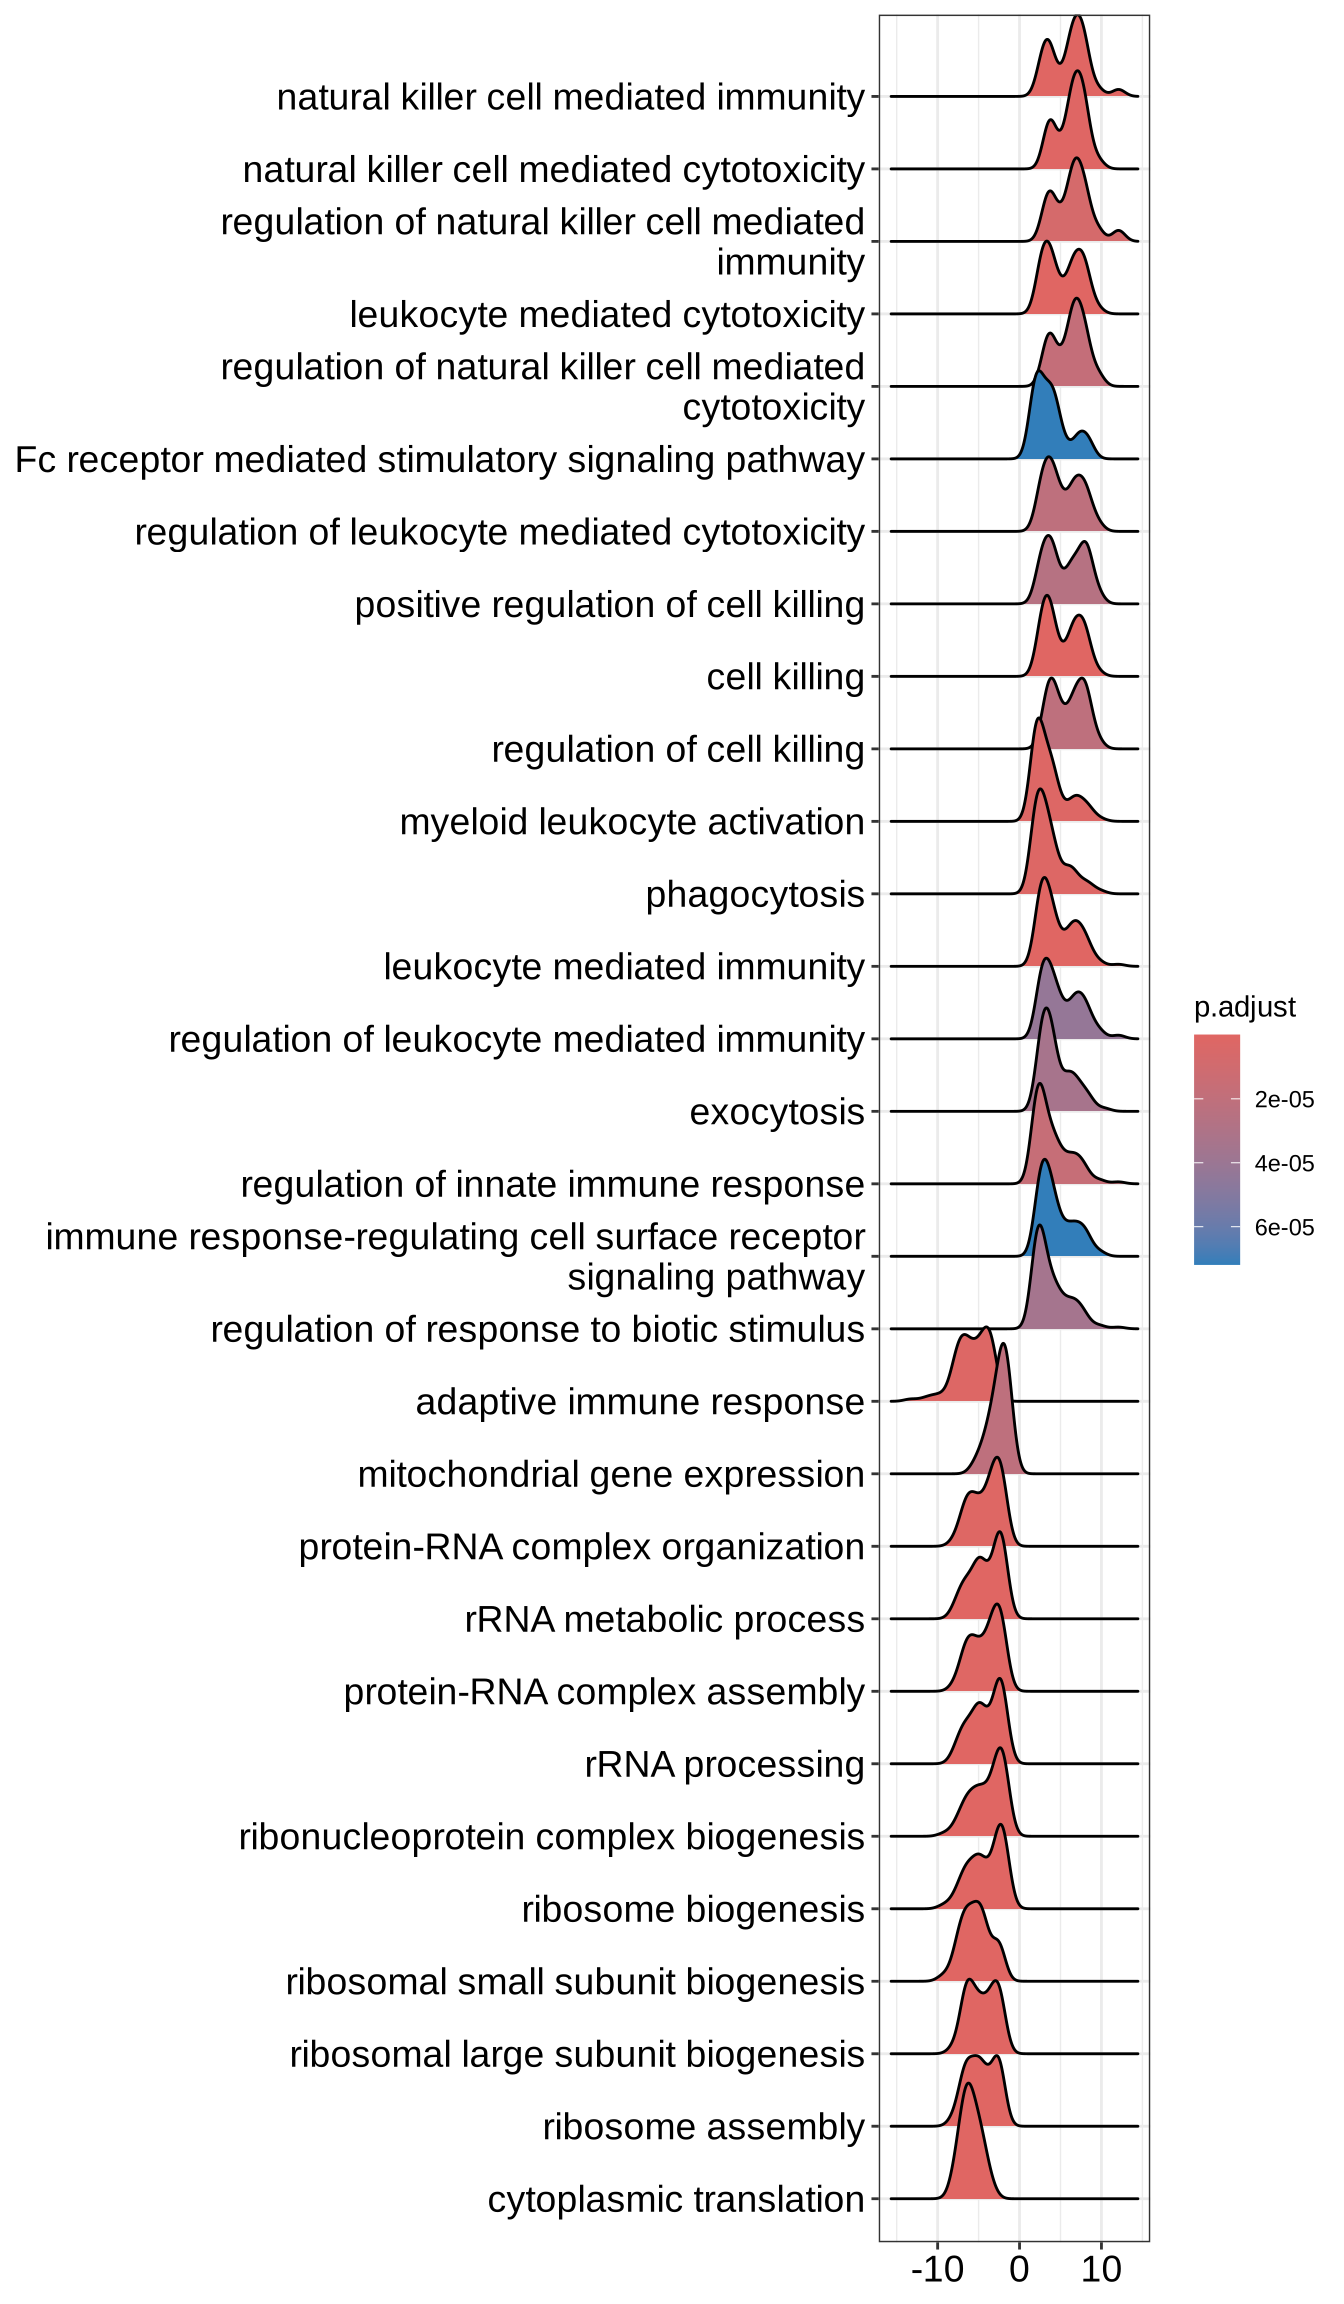 natural killer cell mediated immunity
natural killer cell mediated cytotoxicity
regulation of natural killer cell mediated
immunity
leukocyte mediated cytotoxicity
regulation of natural killer cell mediated
cytotoxicity
Fc receptor mediated stimulatory signaling pathway
regulation of leukocyte mediated cytotoxicity
positive regulation of cell killing
cell killing
regulation of cell killing
myeloid leukocyte activation
phagocytosis
leukocyte mediated immunity
regulation of leukocyte mediated immunity
exocytosis
regulation of innate immune response
immune response-regulating cell surface receptor
signaling pathway
regulation of response to biotic stimulus
adaptive immune response
mitochondrial gene expression
protein-RNA complex organization
rRNA metabolic process
protein-RNA complex assembly
rRNA processing
ribonucleoprotein complex biogenesis
ribosome biogenesis
ribosomal small subunit biogenesis
ribosomal large subunit biogenesis
ribosome assembly
cytoplasmic translation
-10 0 10
p.adjust
2e-05
4e-05
6e-05